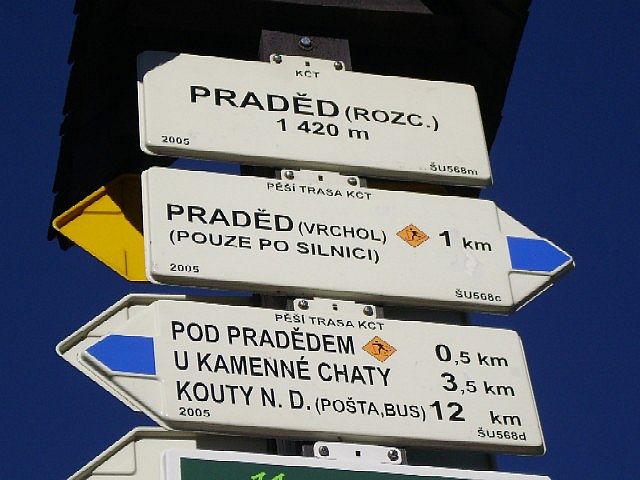 KČT
PRADĚD (ROZC.)
1 420 m
2005 ŠU568m
PĚŠÍ TRASA KČT
PRADĚD (VRCHOL) 1 km
(POUZE PO SILNICI)
2005 ŠU568c
PĚŠÍ TRASA KČT
POD PRADĚDEM 0,5 km
U KAMENNÉ CHATY 3,5 km
KOUTY N. D. (POŠTA,BUS) 12 km
2005 ŠU568d